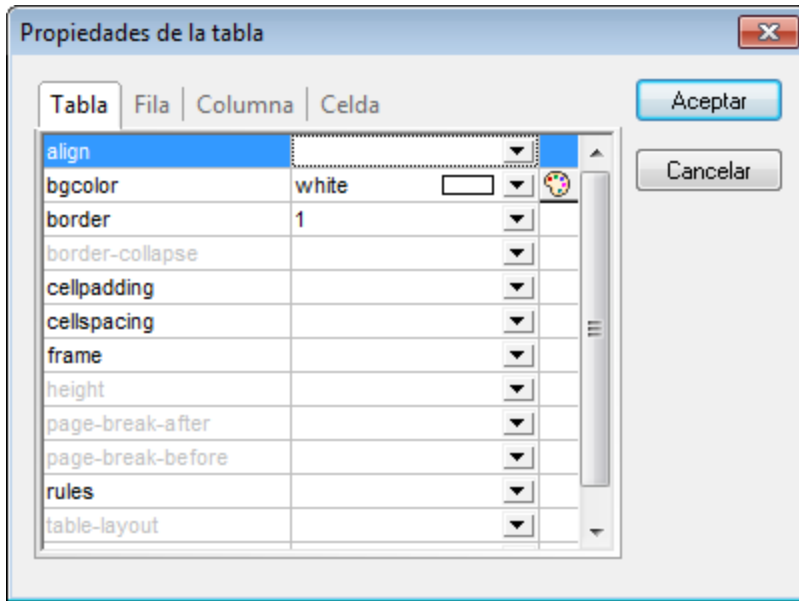 Propiedades de la tabla
Tabla Fila Columna Celda
Aceptar
Cancelar
align
bgcolor white
border 1
border-collapse
cellpadding
cellspacing
frame
height
page-break-after
page-break-before
rules
table-layout